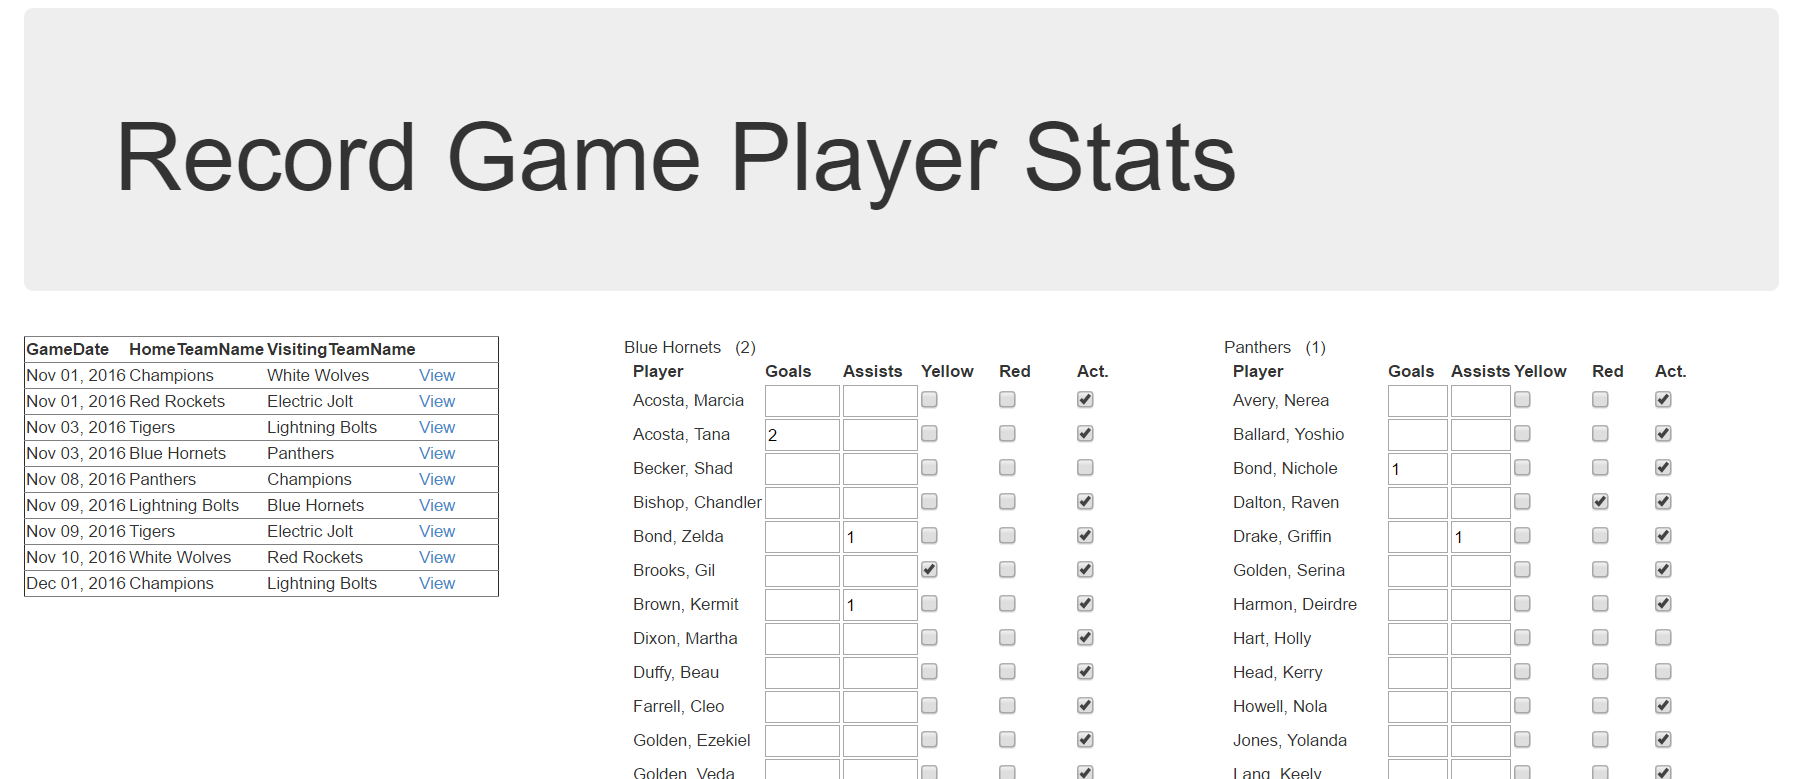 Record Game Player Stats
GameDate HomeTeamName VisitingTeamName
Nov 01, 2016 Champions White Wolves View
Nov 01, 2016 Red Rockets Electric Jolt View
Nov 03, 2016 Tigers Lightning Bolts View
Nov 03, 2016 Blue Hornets Panthers View
Nov 08, 2016 Panthers Champions View
Nov 09, 2016 Lightning Bolts Blue Hornets View
Nov 09, 2016 Tigers Electric Jolt View
Nov 10, 2016 White Wolves Red Rockets View
Dec 01, 2016 Champions Lightning Bolts View
Blue Hornets (2)
Player Goals Assists Yellow Red Act.
Acosta, Marcia
Acosta, Tana 2
Becker, Shad
Bishop, Chandler
Bond, Zelda 1
Brooks, Gil
Brown, Kermit 1
Dixon, Martha
Duffy, Beau
Farrell, Cleo
Golden, Ezekiel
Golden, Veda
Panthers (1)
Player Goals Assists Yellow Red Act.
Avery, Nerea
Ballard, Yoshio
Bond, Nichole 1
Dalton, Raven
Drake, Griffin 1
Golden, Serina
Harmon, Deirdre
Hart, Holly
Head, Kerry
Howell, Nola
Jones, Yolanda
Lang, Keely